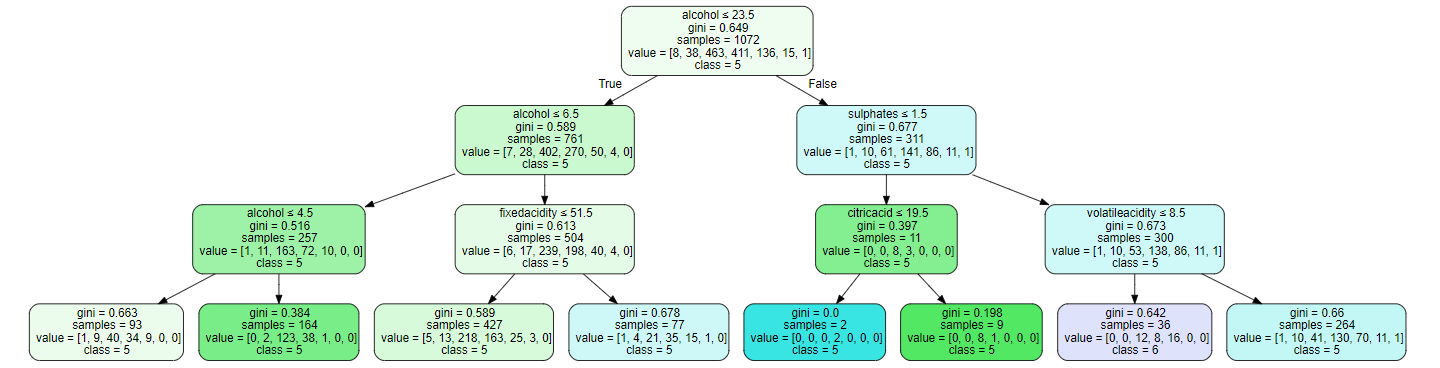 alcohol ≤ 23.5
gini = 0.649
samples = 1072
value = [8, 38, 463, 411, 136, 15, 1]
class = 5
True
False
alcohol ≤ 6.5
gini = 0.589
samples = 761
value = [7, 28, 402, 270, 50, 4, 0]
class = 5
sulphates ≤ 1.5
gini = 0.677
samples = 311
value = [1, 10, 61, 141, 86, 11, 1]
class = 5
alcohol ≤ 4.5
gini = 0.516
samples = 257
value = [1, 11, 163, 72, 10, 0, 0]
class = 5
fixedacidity ≤ 51.5
gini = 0.613
samples = 504
value = [6, 17, 239, 198, 40, 4, 0]
class = 5
citricacid ≤ 19.5
gini = 0.397
samples = 11
value = [0, 0, 8, 3, 0, 0, 0]
class = 5
volatileacidity ≤ 8.5
gini = 0.673
samples = 300
value = [1, 10, 53, 138, 86, 11, 1]
class = 5
gini = 0.663
samples = 93
value = [1, 9, 40, 34, 9, 0, 0]
class = 5
gini = 0.384
samples = 164
value = [0, 2, 123, 38, 1, 0, 0]
class = 5
gini = 0.589
samples = 427
value = [5, 13, 218, 163, 25, 3, 0]
class = 5
gini = 0.678
samples = 77
value = [1, 4, 21, 35, 15, 1, 0]
class = 5
gini = 0.0
samples = 2
value = [0, 0, 0, 2, 0, 0, 0]
class = 5
gini = 0.198
samples = 9
value = [0, 0, 8, 1, 0, 0, 0]
class = 5
gini = 0.642
samples = 36
value = [0, 0, 12, 8, 16, 0, 0]
class = 6
gini = 0.66
samples = 264
value = [1, 10, 41, 130, 70, 11, 1]
class = 5